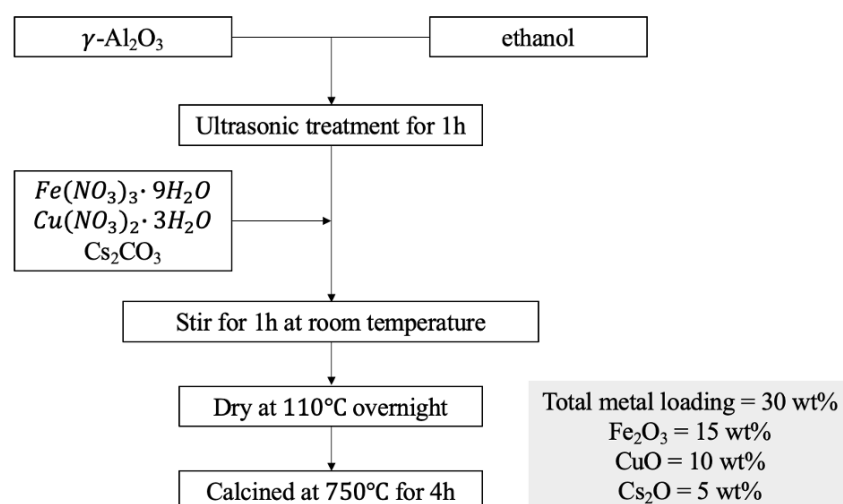 γ-Al₂O₃
ethanol
Ultrasonic treatment for 1h
Fe(NO₃)₃· 9H₂O
Cu(NO₃)₂· 3H₂O
Cs₂CO₃
Stir for 1h at room temperature
Dry at 110°C overnight
Calcined at 750°C for 4h
Total metal loading = 30 wt%
Fe₂O₃ = 15 wt%
CuO = 10 wt%
Cs₂O = 5 wt%